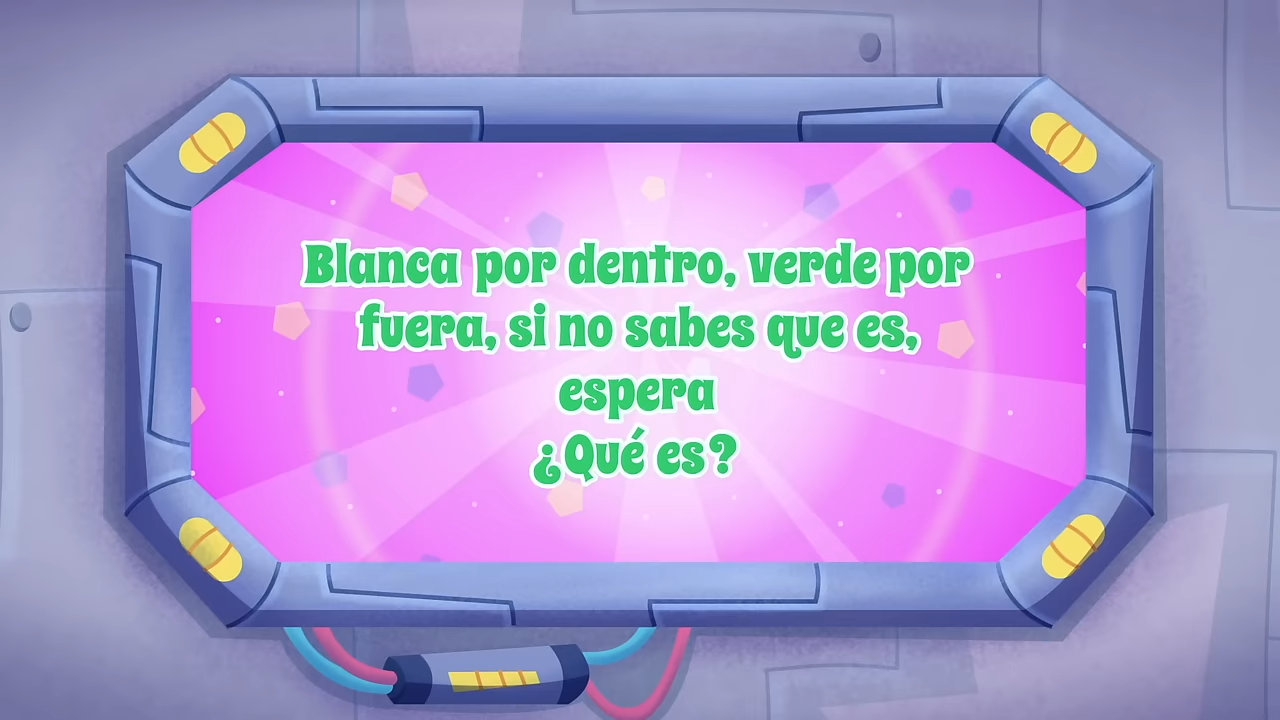 Blanca por dentro, verde por
fuera, si no sabes que es,
espera
¿Qué es?